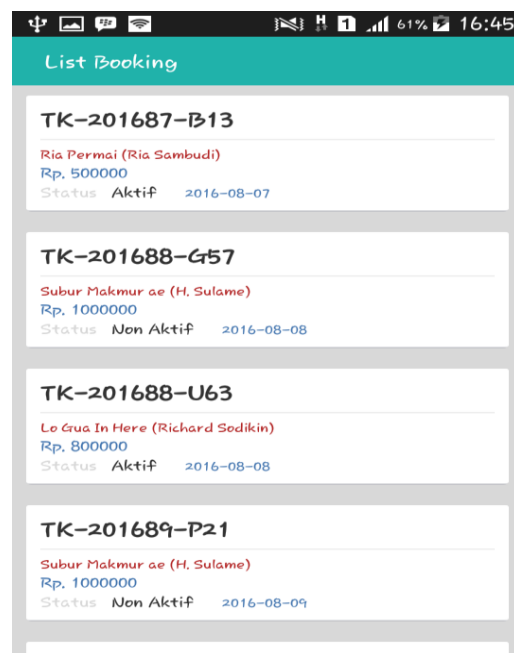 1 61% 16:45
List Booking
TK-201687-B13
Ria Permai (Ria Sambudi)
Rp. 500000
Status Aktif 2016-08-07
TK-201688-G57
Subur Makmur ae (H. Sulame)
Rp. 1000000
Status Non Aktif 2016-08-08
TK-201688-U63
Lo Gua In Here (Richard Sodikin)
Rp. 800000
Status Aktif 2016-08-08
TK-201689-P21
Subur Makmur ae (H. Sulame)
Rp. 1000000
Status Non Aktif 2016-08-09